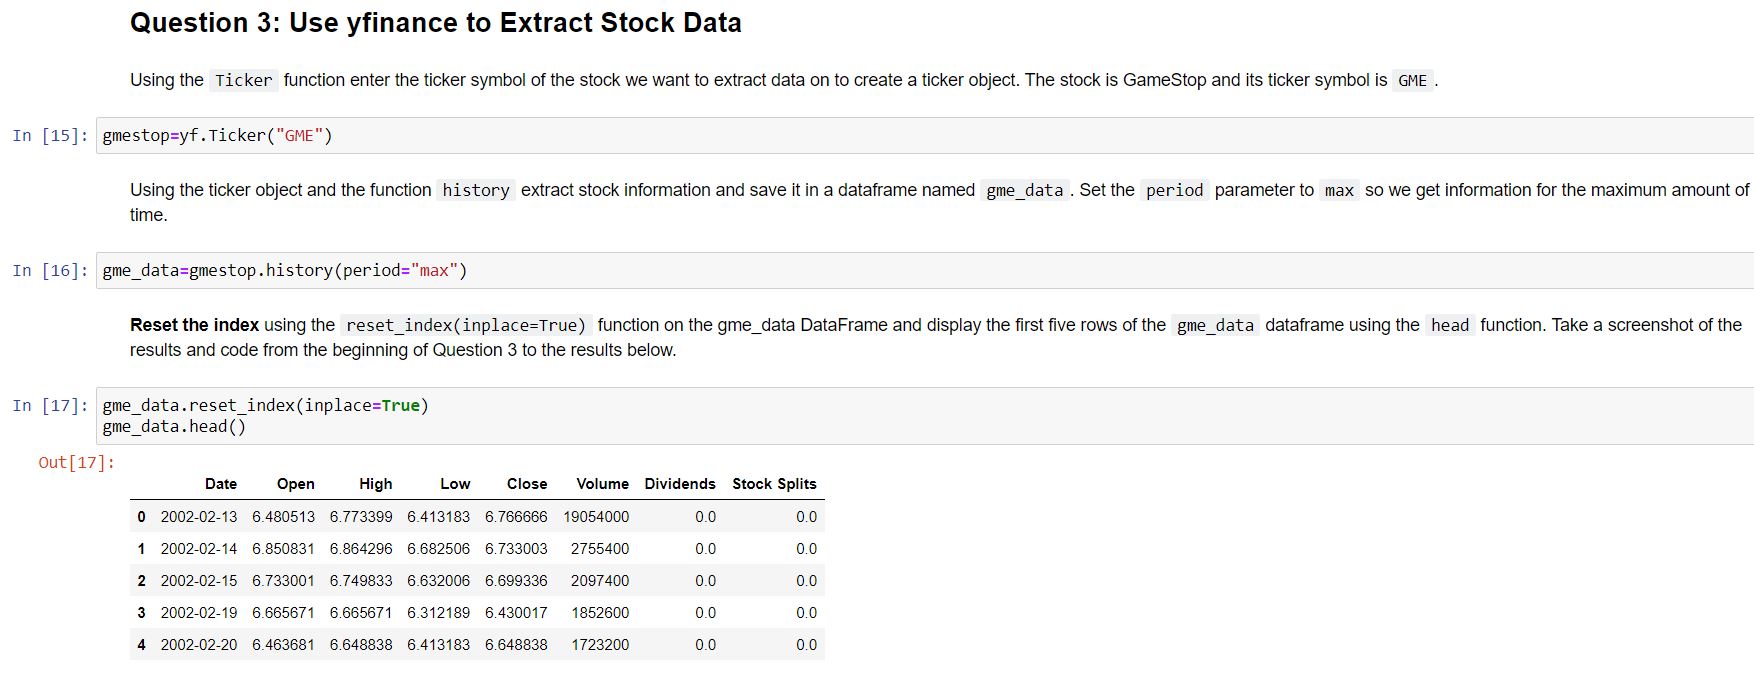 Question 3: Use yfinance to Extract Stock Data
Using the Ticker function enter the ticker symbol of the stock we want to extract data on to create a ticker object. The stock is GameStop and its ticker symbol is GME .
In [15]: gmestop=yf.Ticker("GME")
Using the ticker object and the function history extract stock information and save it in a dataframe named gme_data . Set the period parameter to max so we get information for the maximum amount of
time.
In [16]: gme_data=gmestop.history(period="max")
Reset the index using the reset_index(inplace=True) function on the gme_data DataFrame and display the first five rows of the gme_data dataframe using the head function. Take a screenshot of the
results and code from the beginning of Question 3 to the results below.
In [17]: gme_data.reset_index(inplace=True)
gme_data.head()
Out[17]:
Date Open High Low Close Volume Dividends Stock Splits
0 2002-02-13 6.480513 6.773399 6.413183 6.766666 19054000 0.0 0.0
1 2002-02-14 6.850831 6.864296 6.682506 6.733003 2755400 0.0 0.0
2 2002-02-15 6.733001 6.749833 6.632006 6.699336 2097400 0.0 0.0
3 2002-02-19 6.665671 6.665671 6.312189 6.430017 1852600 0.0 0.0
4 2002-02-20 6.463681 6.648838 6.413183 6.648838 1723200 0.0 0.0